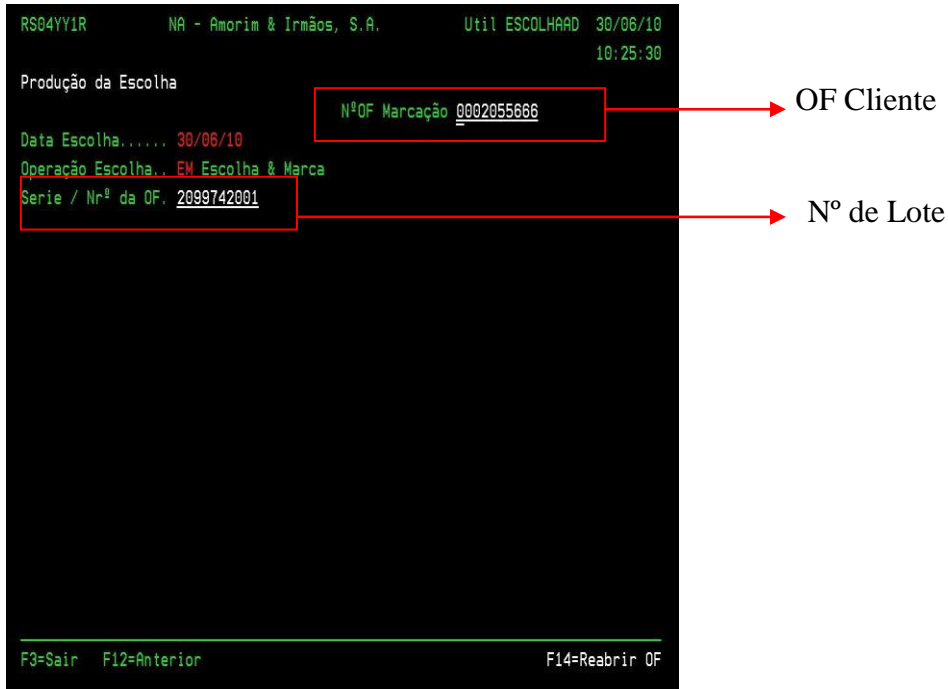 RS04YY1R NA - Amorim & Irmãos, S.A. Util ESCOLHAAD 30/06/10
10:25:30
Produção da Escolha
NºOF Marcação 0002055666
OF Cliente
Data Escolha...... 30/06/10
Operação Escolha.. EM Escolha & Marca
Serie / Nrº da OF. 2099742001
Nº de Lote
F3=Sair F12=Anterior F14=Reabrir OF